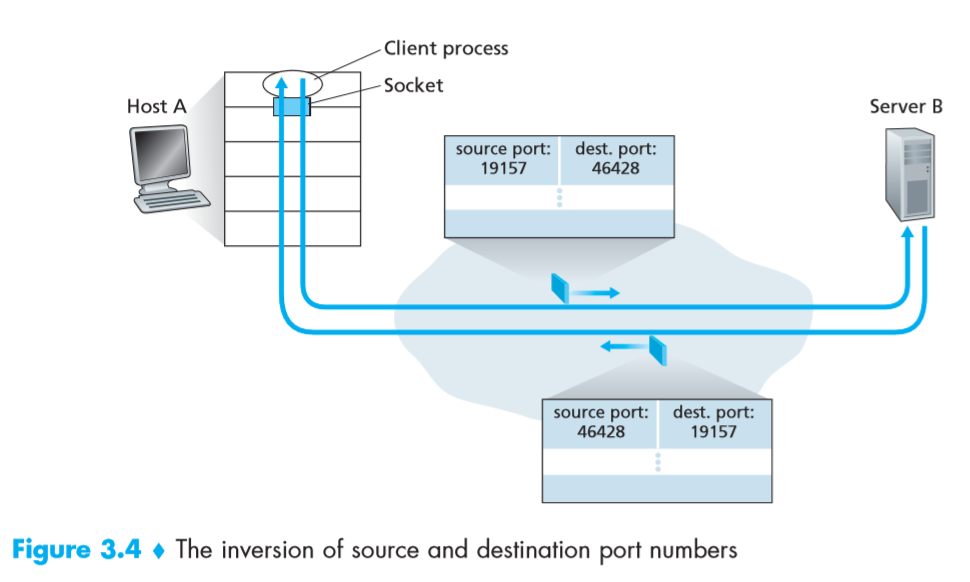 Client process
Socket
Host A
Server B
source port:
19157
dest. port:
46428
source port:
46428
dest. port:
19157
Figure 3.4 ♦ The inversion of source and destination port numbers